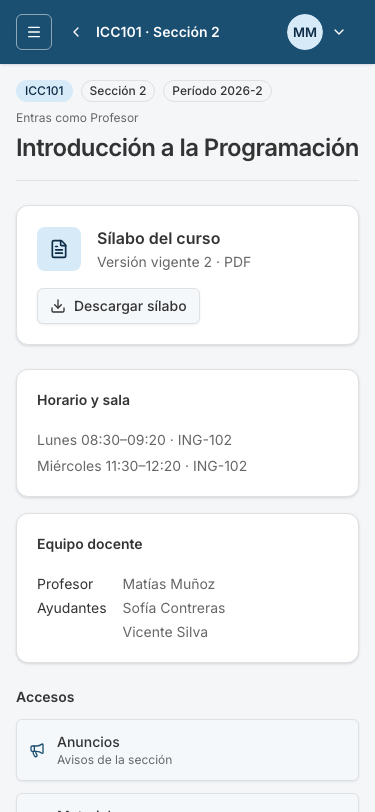 ICC101 · Sección 2
MM
ICC101
Sección 2
Período 2026-2
Entras como Profesor
Introducción a la Programación
Sílabo del curso
Versión vigente 2 · PDF
Descargar sílabo
Horario y sala
Lunes 08:30–09:20 · ING-102
Miércoles 11:30–12:20 · ING-102
Equipo docente
Profesor Matías Muñoz
Ayudantes Sofía Contreras
Vicente Silva
Accesos
Anuncios
Avisos de la sección